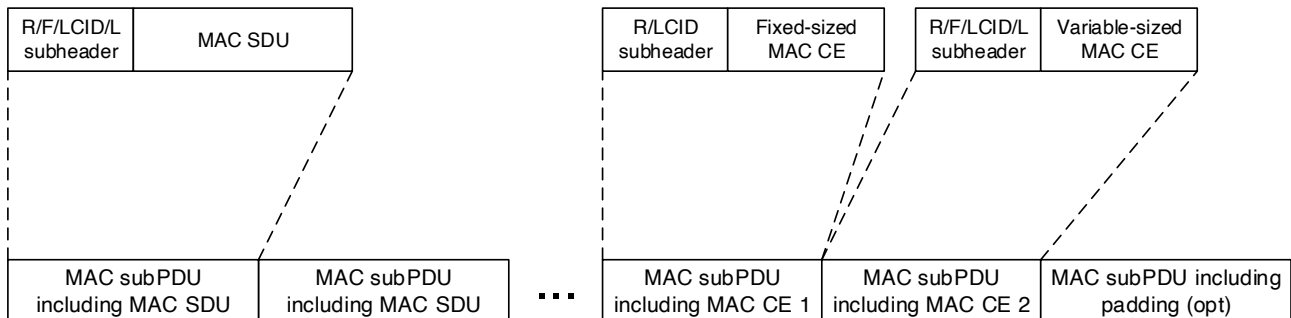 R/F/LCID/L
subheader
MAC SDU
R/LCID
subheader
Fixed-sized
MAC CE
R/F/LCID/L
subheader
Variable-sized
MAC CE
MAC subPDU
including MAC SDU
MAC subPDU
including MAC SDU
...
MAC subPDU
including MAC CE 1
MAC subPDU
including MAC CE 2
MAC subPDU including
padding (opt)